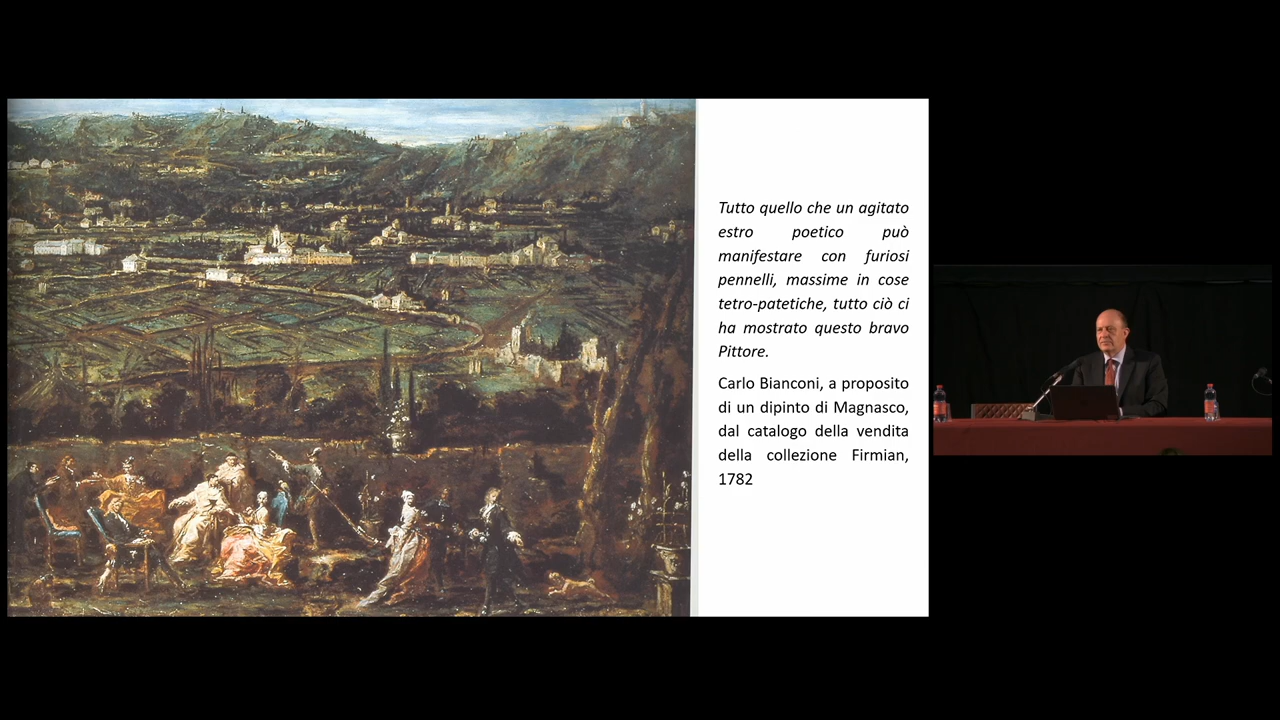 Tutto quello che un agitato
estro poetico può
manifestare con furiosi
pennelli, massime in cose
tetro-patetiche, tutto ciò ci
ha mostrato questo bravo
Pittore.
Carlo Bianconi, a proposito
di un dipinto di Magnasco,
dal catalogo della vendita
della collezione Firmian,
1782